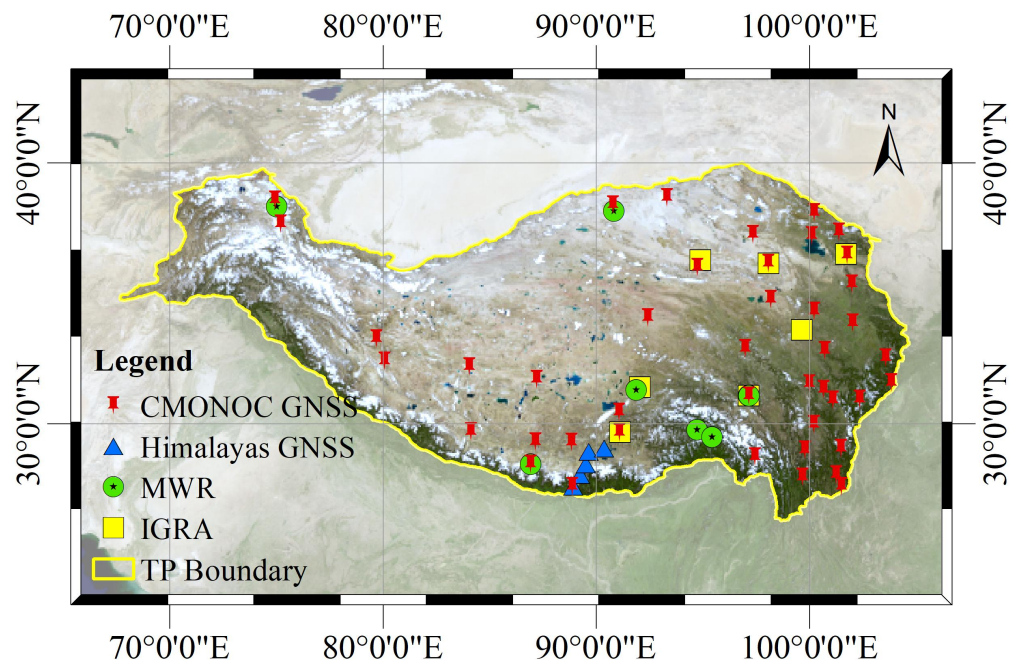 70°0'0"E 80°0'0"E 90°0'0"E 100°0'0"E
N
40°0'0"N 40°0'0"N
Legend
CMONOC GNSS
Himalayas GNSS
MWR
IGRA
TP Boundary
30°0'0"N 30°0'0"N
70°0'0"E 80°0'0"E 90°0'0"E 100°0'0"E